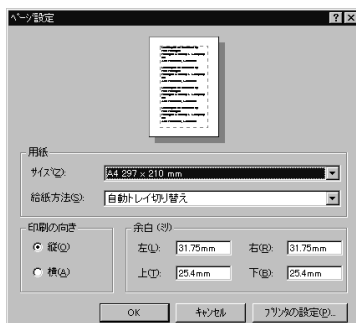 ページ設定
用紙
サイズ(Z):
A4 297 x 210 mm
給紙方法(S):
自動トレイ切り替え
印刷の向き
縦(O)
横(A)
余白 (ミリ)
左(L):
31.75mm
右(R):
31.75mm
上(T):
25.4mm
下(B):
25.4mm
OK
キャンセル
プリンタの設定(P)...